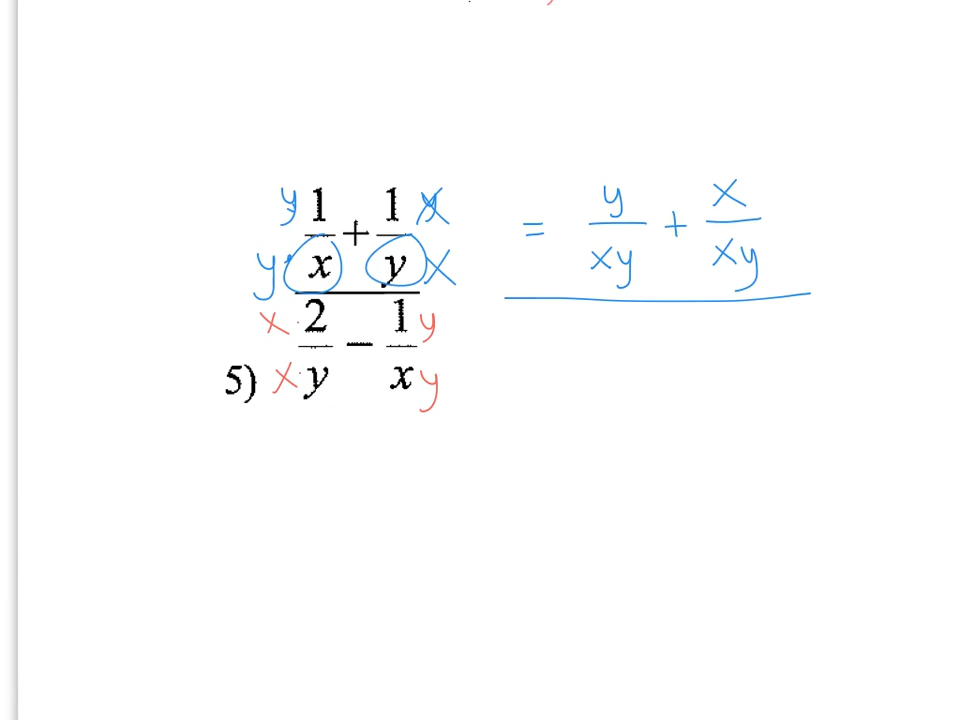 y 1/x + 1/y x = y/xy + x/xy
y x x
x 2/y − 1/x y
5) x y